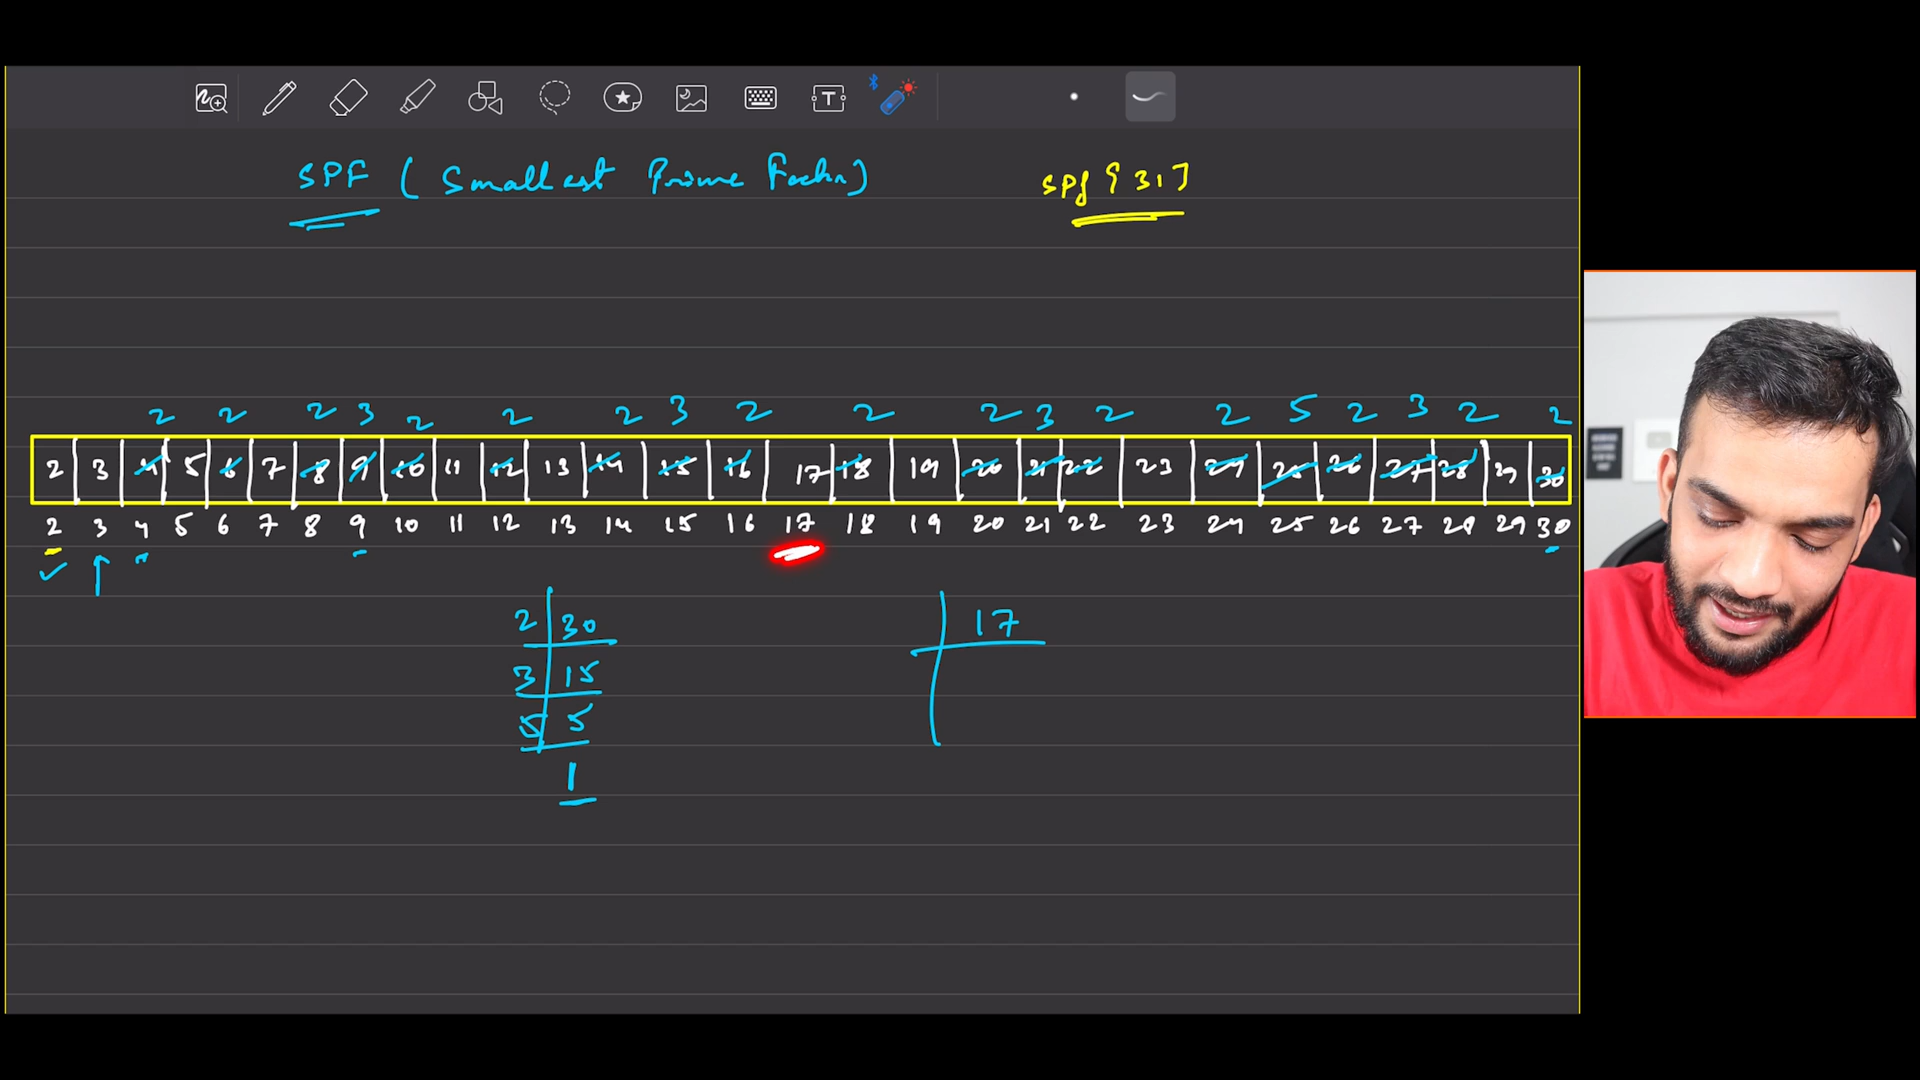 SPF ( Smallest Prime Factor)
spf [ 31 ]
2 2 2 3 2 2 2 3 2 2 2 3 2 2 5 2 3 2 2
2 3 4 5 6 7 8 9 10 11 12 13 14 15 16 17 18 19 20 21 22 23 24 25 26 27 28 29 30
2 3 4 5 6 7 8 9 10 11 12 13 14 15 16 17 18 19 20 21 22 23 24 25 26 27 28 29 30
2 30
3 15
5 5
1
17